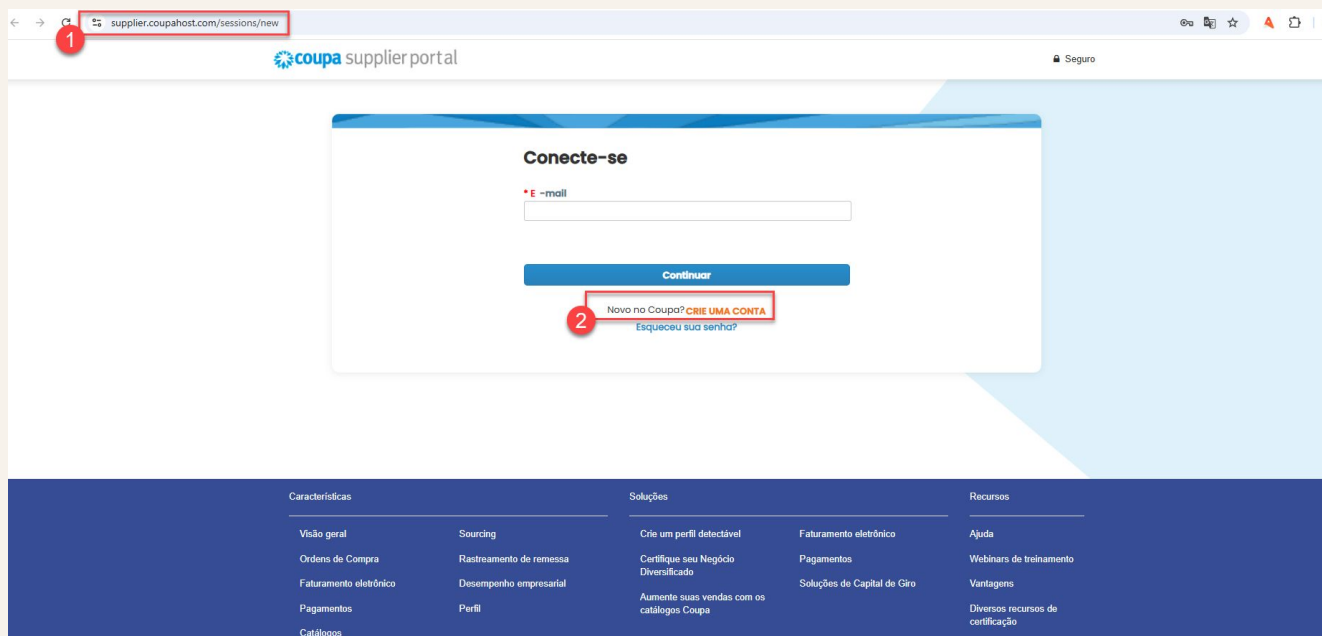 supplier.coupahost.com/sessions/new
1
coupa supplier portal
Seguro
Conecte-se
* E -mail
Continuar
Novo no Coupa? CRIE UMA CONTA
2
Esqueceu sua senha?
Características
Soluções
Recursos
Visão geral
Sourcing
Crie um perfil detectável
Faturamento eletrônico
Ajuda
Ordens de Compra
Rastreamento de remessa
Certifique seu Negócio
Diversificado
Pagamentos
Webinars de treinamento
Faturamento eletrônico
Desempenho empresarial
Soluções de Capital de Giro
Vantagens
Aumente suas vendas com os
catálogos Coupa
Pagamentos
Perfil
Diversos recursos de
certificação
Catálogos